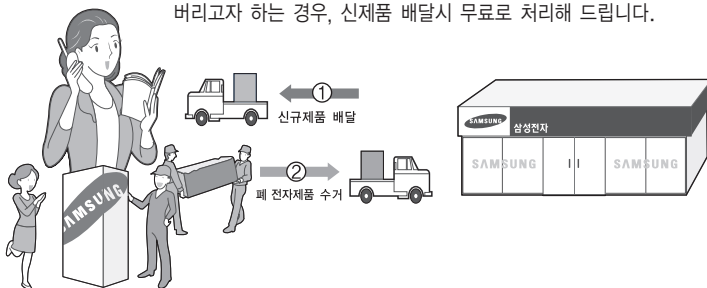 버리고자 하는 경우, 신제품 배달시 무료로 처리해 드립니다.
①
신규제품 배달
SAMSUNG
삼성전자
SAMSUNG
SAMSUNG
②
폐 전자제품 수거
SAMSUNG